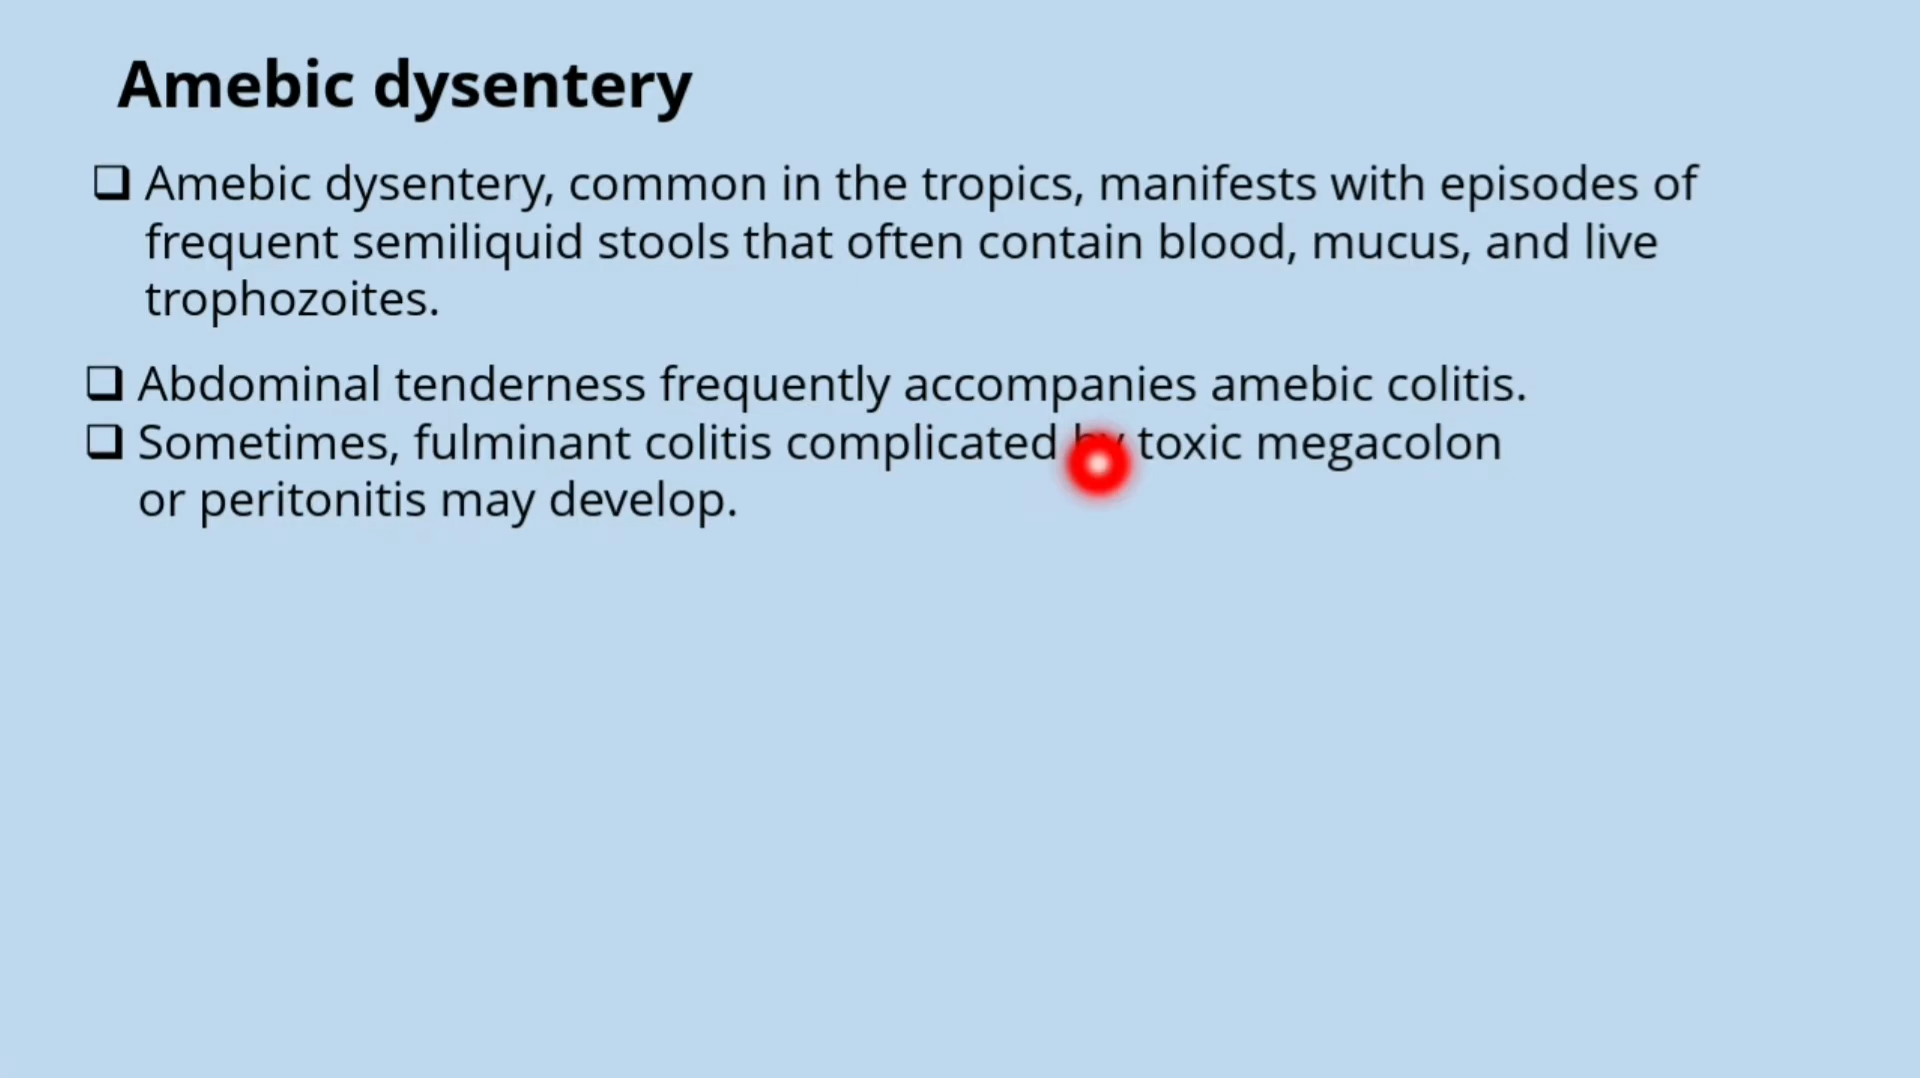 Amebic dysentery
❑ Amebic dysentery, common in the tropics, manifests with episodes of
frequent semiliquid stools that often contain blood, mucus, and live
trophozoites.
❑ Abdominal tenderness frequently accompanies amebic colitis.
❑ Sometimes, fulminant colitis complicated by toxic megacolon
or peritonitis may develop.